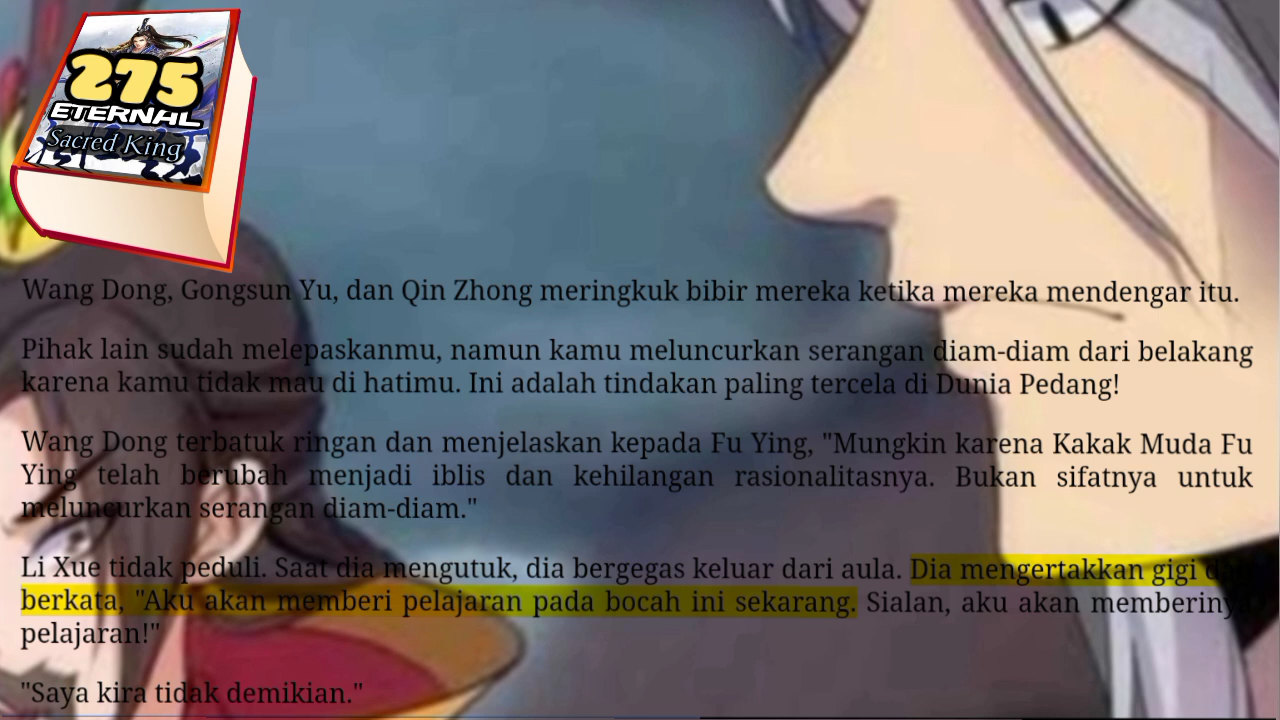 275
ETERNAL
Sacred King
Wang Dong, Gongsun Yu, dan Qin Zhong meringkuk bibir mereka ketika mereka mendengar itu.
Pihak lain sudah melepaskanmu, namun kamu meluncurkan serangan diam-diam dari belakang
karena kamu tidak mau di hatimu. Ini adalah tindakan paling tercela di Dunia Pedang!
Wang Dong terbatuk ringan dan menjelaskan kepada Fu Ying, "Mungkin karena Kakak Muda Fu
Ying telah berubah menjadi iblis dan kehilangan rasionalitasnya. Bukan sifatnya untuk
meluncurkan serangan diam-diam."
Li Xue tidak peduli. Saat dia mengutuk, dia bergegas keluar dari aula. Dia mengertakkan gigi dan
berkata, "Aku akan memberi pelajaran pada bocah ini sekarang. Sialan, aku akan memberinya
pelajaran!"
"Saya kira tidak demikian."